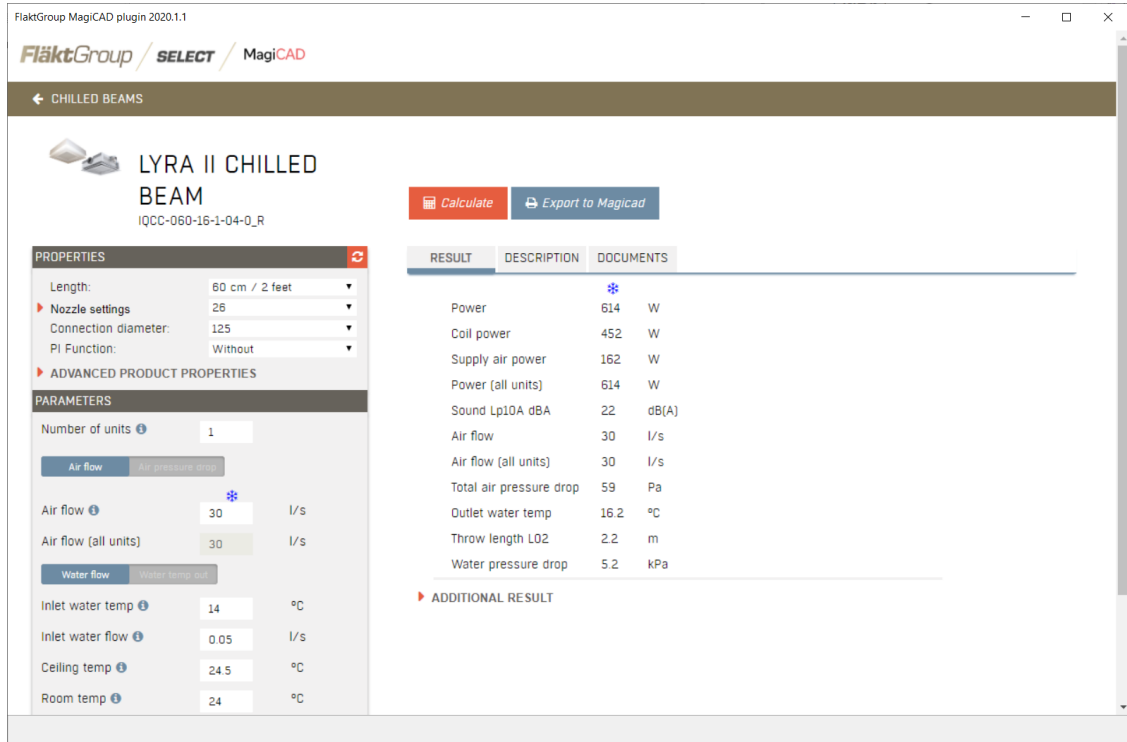 FlaktGroup MagiCAD plugin 2020.1.1
FläktGroup / SELECT / MagiCAD
CHILLED BEAMS
LYRA II CHILLED
BEAM
IQCC-060-16-1-04-0_R
Calculate
Export to Magicad
PROPERTIES
Length: 60 cm / 2 feet
Nozzle settings 26
Connection diameter: 125
PI Function: Without
ADVANCED PRODUCT PROPERTIES
PARAMETERS
Number of units 1
Air flow Air pressure drop
Air flow 30 l/s
Air flow (all units) 30 l/s
Water flow Water temp out
Inlet water temp 14 ºC
Inlet water flow 0.05 l/s
Ceiling temp 24.5 ºC
Room temp 24 ºC
RESULT DESCRIPTION DOCUMENTS
Power 614 W
Coil power 452 W
Supply air power 162 W
Power (all units) 614 W
Sound Lp10A dBA 22 dB(A)
Air flow 30 l/s
Air flow (all units) 30 l/s
Total air pressure drop 59 Pa
Outlet water temp 16.2 ºC
Throw length L02 2.2 m
Water pressure drop 5.2 kPa
ADDITIONAL RESULT